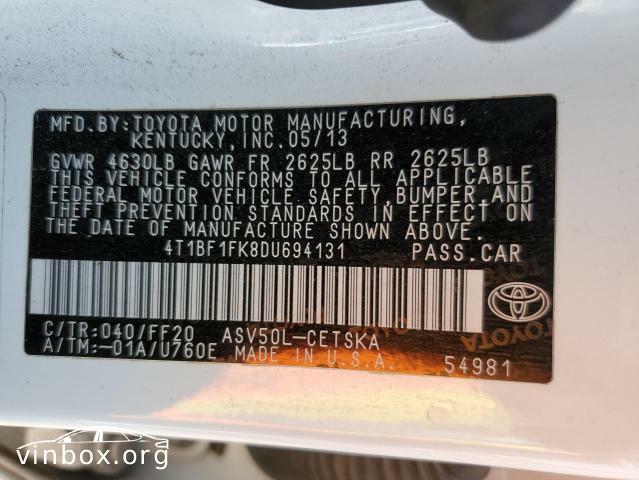 MFD.BY:TOYOTA MOTOR MANUFACTURING,
KENTUCKY,INC.05/13
GVWR 4630LB GAWR FR 2625LB RR 2625LB
THIS VEHICLE CONFORMS TO ALL APPLICABLE
FEDERAL MOTOR VEHICLE SAFETY,BUMPER,AND
THEFT PREVENTION STANDARDS IN EFFECT ON
THE DATE OF MANUFACTURE SHOWN ABOVE.
4T1BF1FK8DU694131 PASS.CAR
C/TR:040/FF20 ASV50L-CETSKA
A/TM:-01A/U760E MADE IN U.S.A.
TOYOTA
54981
vinbox.org